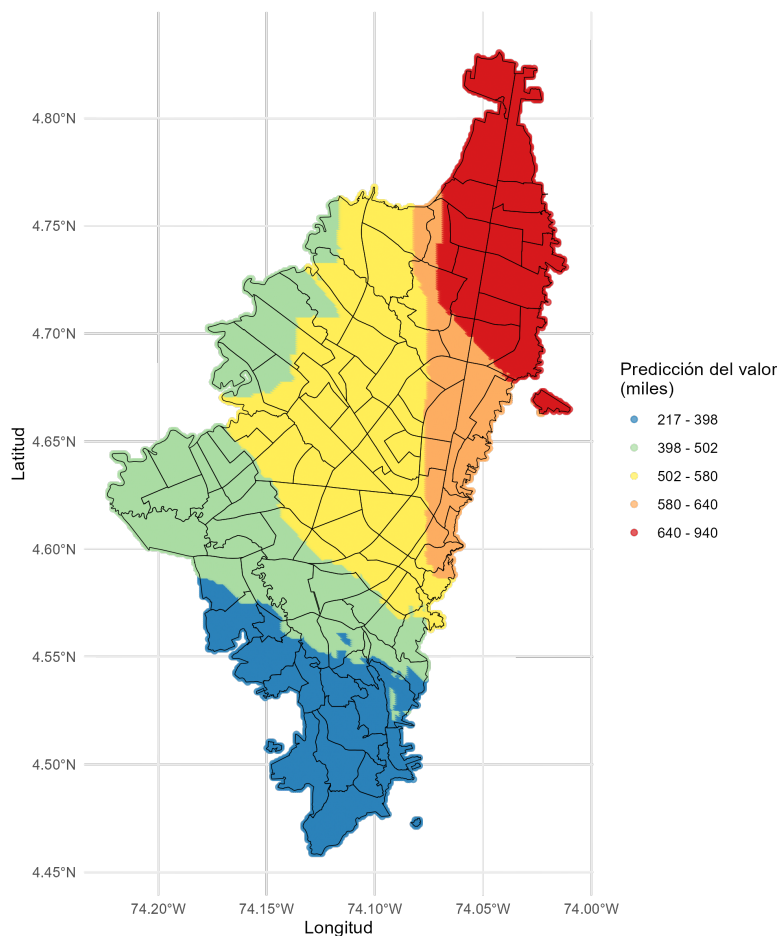 4.80°N
4.75°N
4.70°N
4.65°N
4.60°N
4.55°N
4.50°N
4.45°N
Latitud
74.20°W 74.15°W 74.10°W 74.05°W 74.00°W
Longitud
Predicción del valor
(miles)
217 - 398
398 - 502
502 - 580
580 - 640
640 - 940